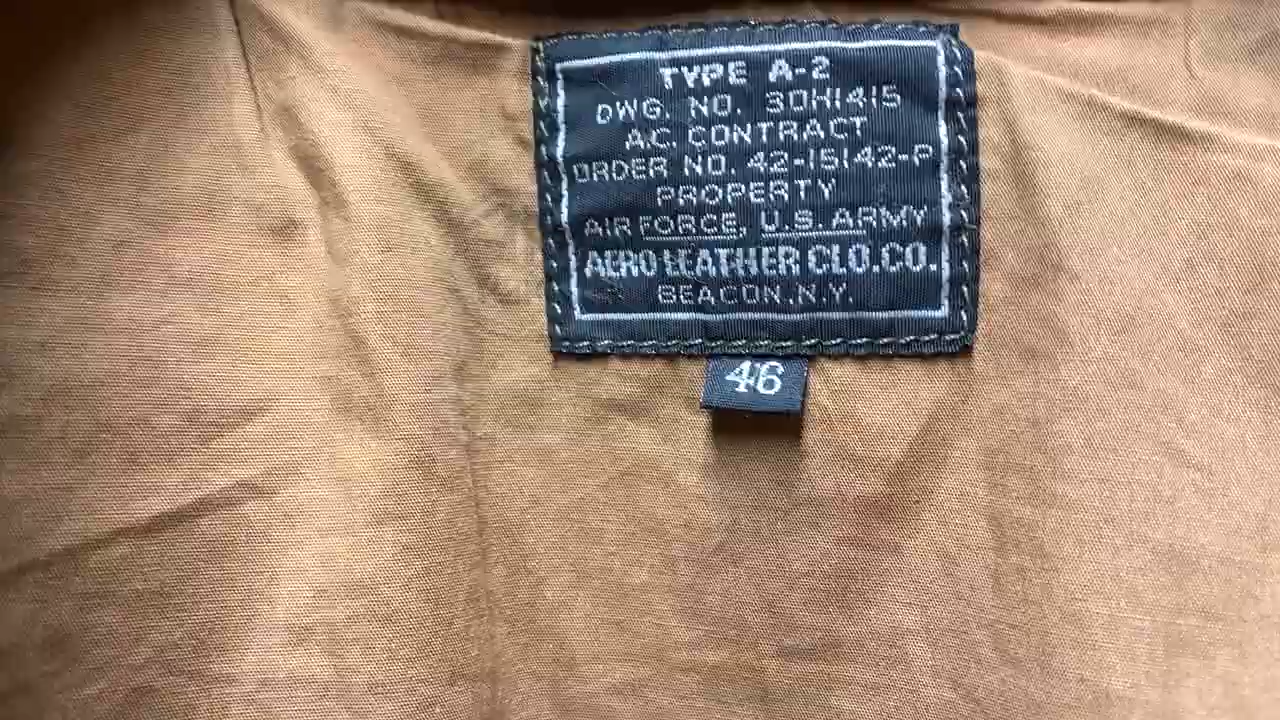 TYPE A-2
DWG. NO. 30H1415
A.C. CONTRACT
ORDER NO. 42-15142-P
PROPERTY
AIR FORCE, U.S. ARMY
AERO LEATHER CLO.CO.
BEACON, N.Y.
46